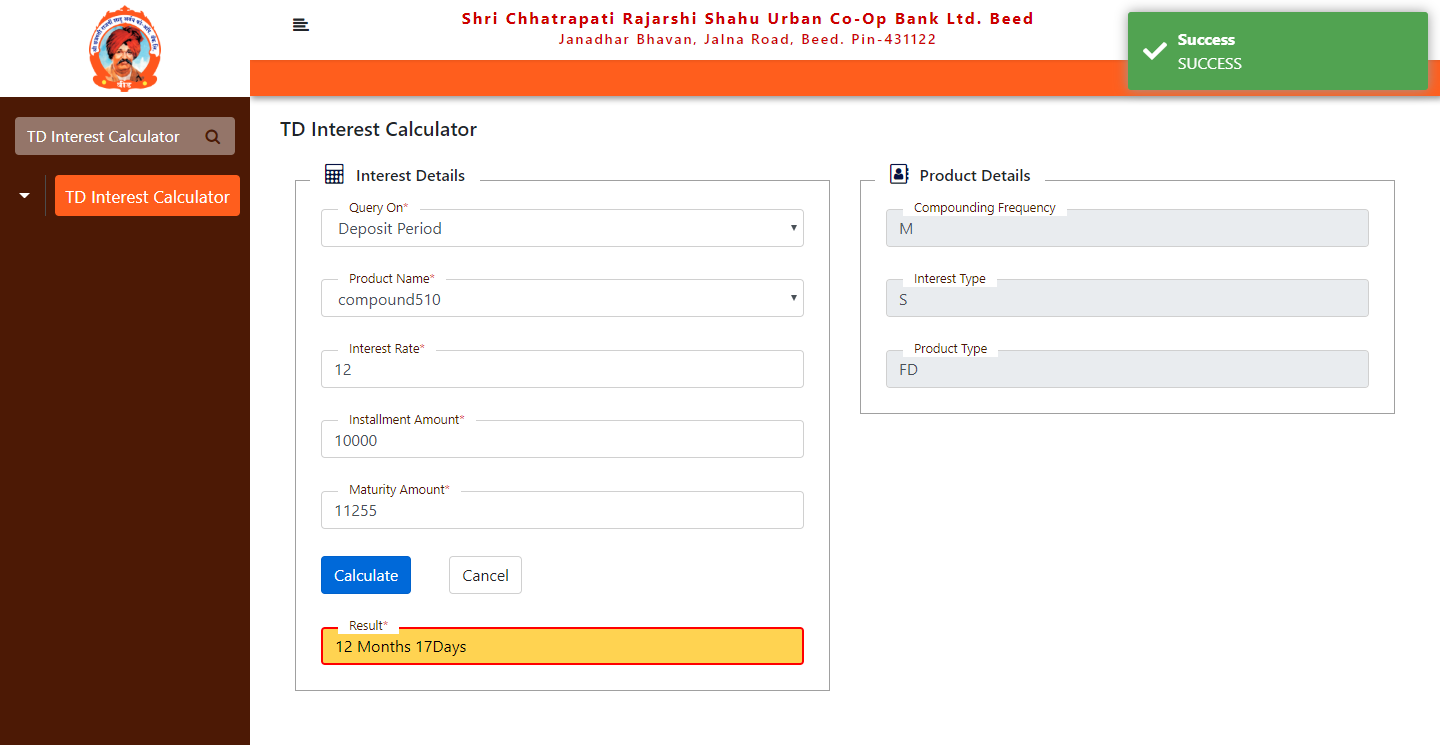 Shri Chhatrapati Rajarshi Shahu Urban Co-Op Bank Ltd. Beed
Janadhar Bhavan, Jalna Road, Beed. Pin-431122
Success
SUCCESS
TD Interest Calculator
TD Interest Calculator
TD Interest Calculator
Interest Details
Query On*
Deposit Period
Product Name*
compound510
Interest Rate*
12
Installment Amount*
10000
Maturity Amount*
11255
Calculate Cancel
Result*
12 Months 17Days
Product Details
Compounding Frequency
M
Interest Type
S
Product Type
FD